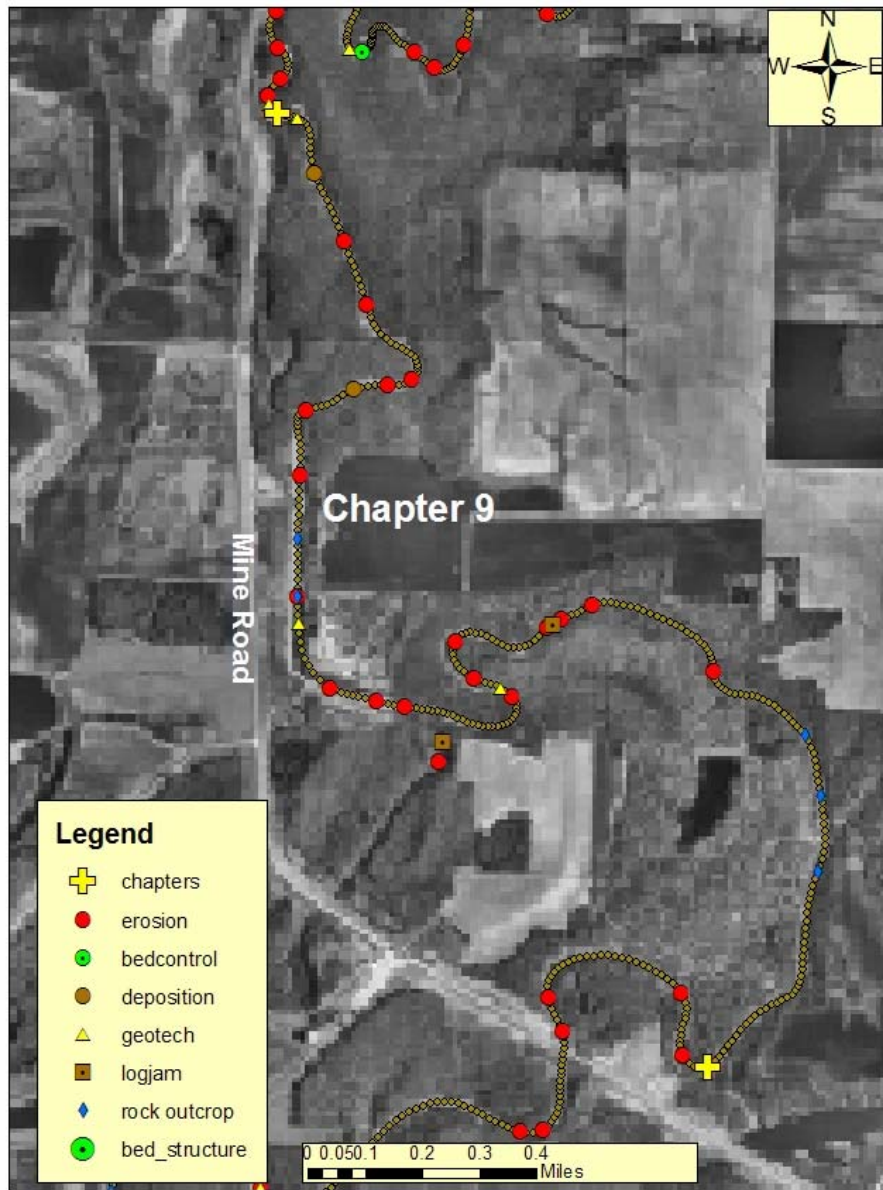 N
W E
S
Chapter 9
Mine Road
Legend
chapters
erosion
bedcontrol
deposition
geotech
logjam
rock outcrop
bed_structure
0 0.050.1 0.2 0.3 0.4
Miles